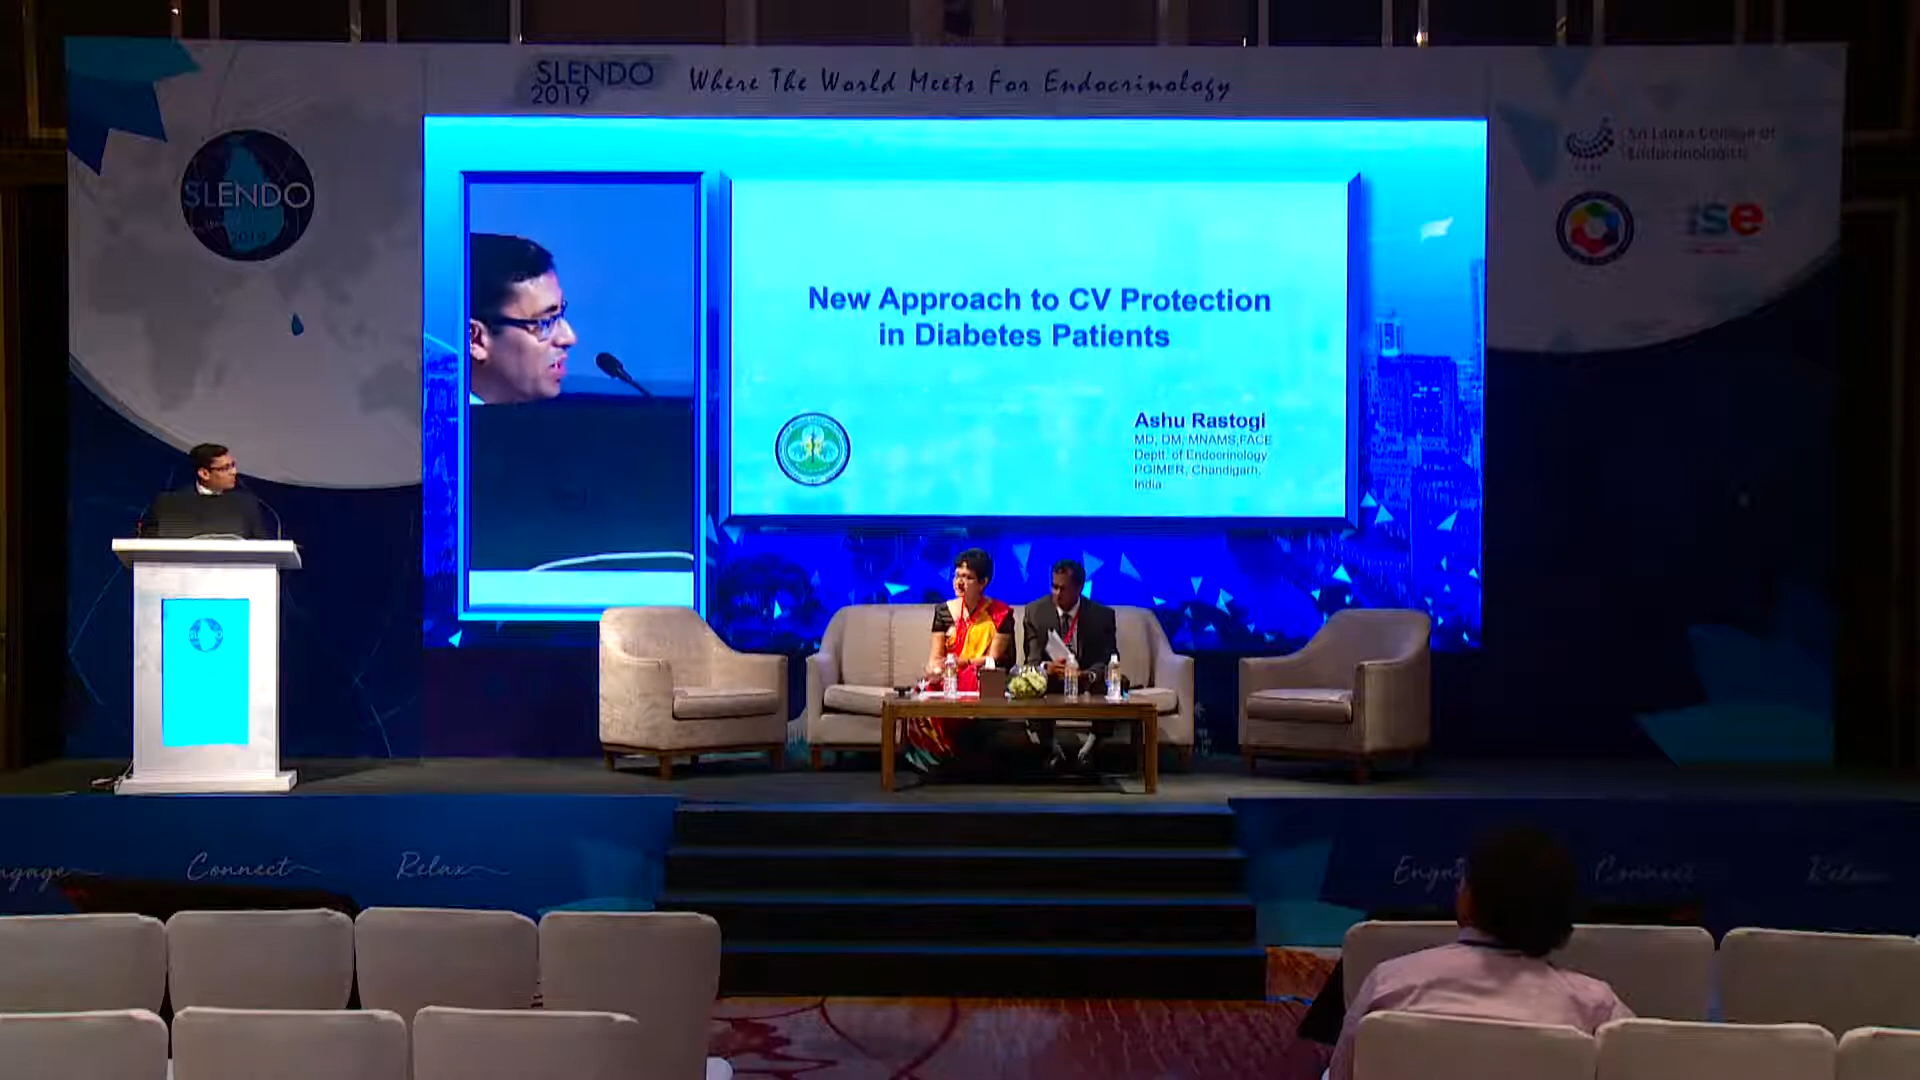 SLENDO
2019
Where The World Meets For Endocrinology
SLENDO
2019
Sri Lanka College of
Endocrinologists
ise
New Approach to CV Protection
in Diabetes Patients
Ashu Rastogi
MD, DM, MNAMS,FACE
Deptt. of Endocrinology
PGIMER, Chandigarh,
India
Connect
Relax
Connect
Relax